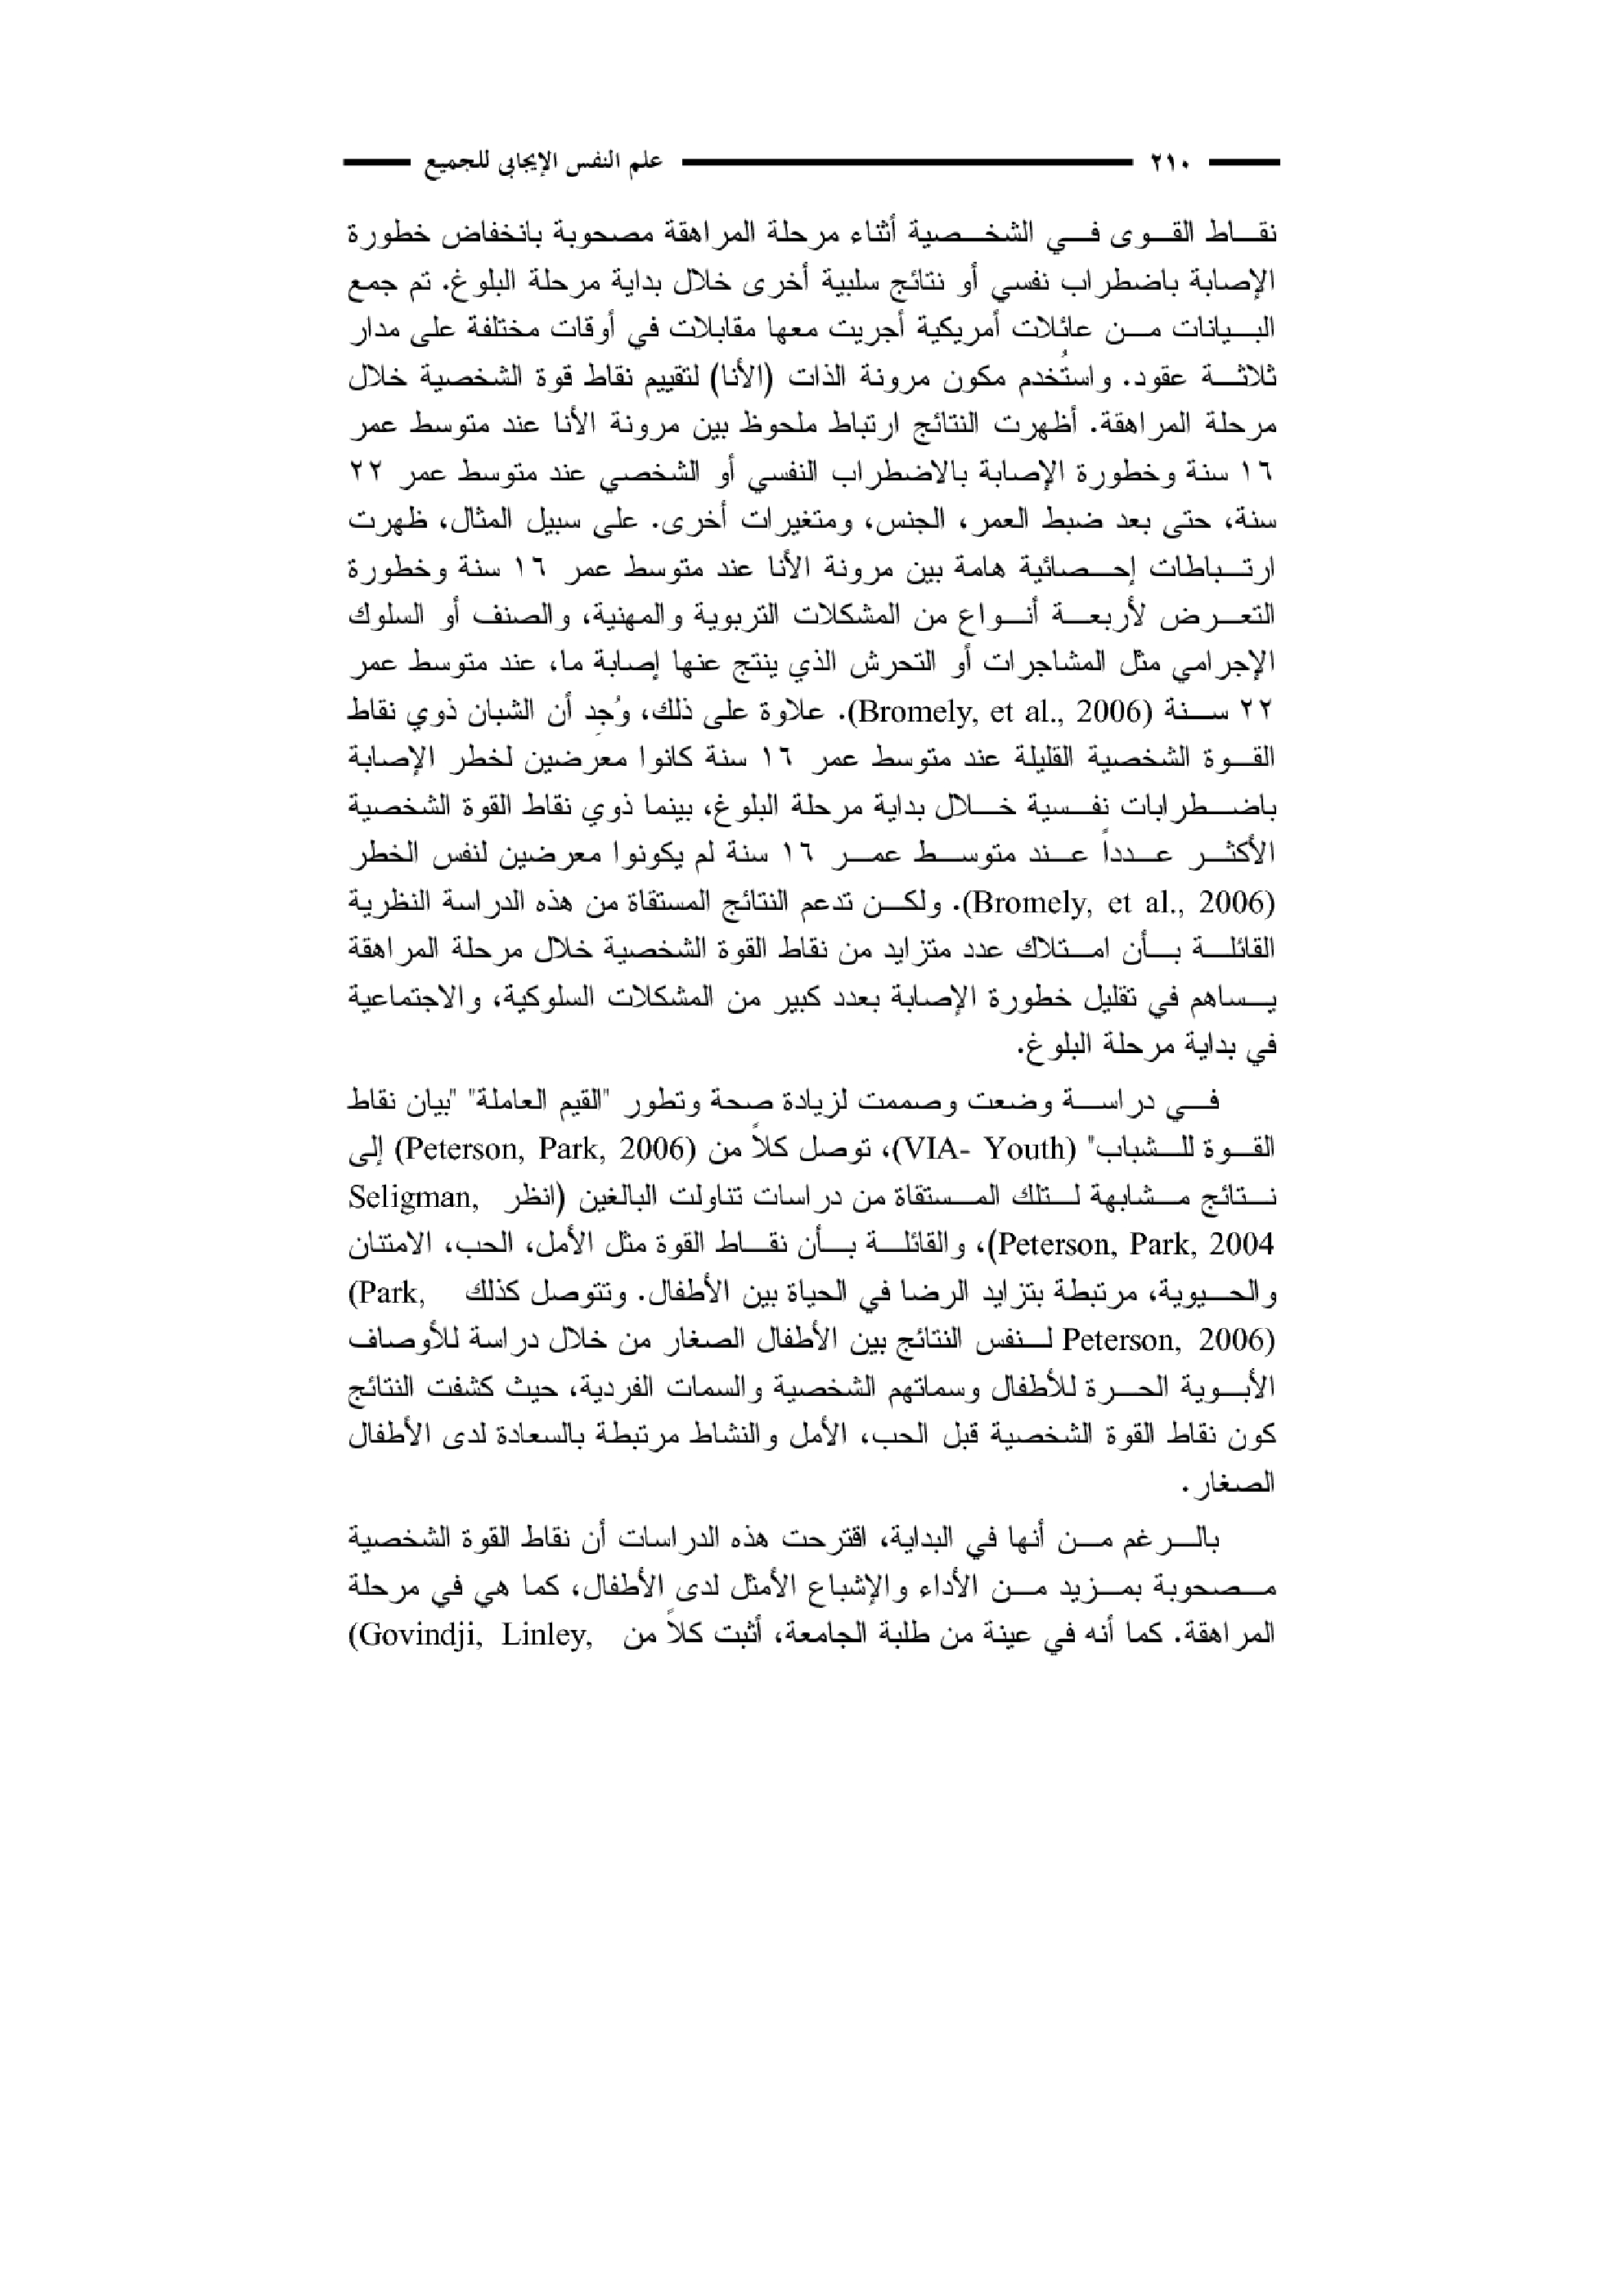 ٢١٠ علم النفس الإيجابي للجميع
نقاط القوى في الشخصية أثناء مرحلة المراهقة مصحوبة بانخفاض خطورة
الإصابة باضطراب نفسي أو نتائج سلبية أخرى خلال بداية مرحلة البلوغ. تم جمع
البيانات من عائلات أمريكية أجريت معها مقابلات في أوقات مختلفة على مدار
ثلاثة عقود. واستُخدم مكون مرونة الذات (الأنا) لتقييم نقاط قوة الشخصية خلال
مرحلة المراهقة. أظهرت النتائج ارتباط ملحوظ بين مرونة الأنا عند متوسط عمر
١٦ سنة وخطورة الإصابة بالاضطراب النفسي أو الشخصي عند متوسط عمر ٢٢
سنة، حتى بعد ضبط العمر، الجنس، ومتغيرات أخرى. على سبيل المثال، ظهرت
ارتباطات إحصائية هامة بين مرونة الأنا عند متوسط عمر ١٦ سنة وخطورة
التعرض لأربعة أنواع من المشكلات التربوية والمهنية، والصنف أو السلوك
الإجرامي مثل المشاجرات أو التحرش الذي ينتج عنها إصابة ما، عند متوسط عمر
٢٢ سنة (Bromely, et al., 2006). علاوة على ذلك، وُجِد أن الشبان ذوي نقاط
القوة الشخصية القليلة عند متوسط عمر ١٦ سنة كانوا معرضين لخطر الإصابة
باضطرابات نفسية خلال بداية مرحلة البلوغ، بينما ذوي نقاط القوة الشخصية
الأكثر عدداً عند متوسط عمر ١٦ سنة لم يكونوا معرضين لنفس الخطر
(Bromely, et al., 2006). ولكن تدعم النتائج المستقاة من هذه الدراسة النظرية
القائلة بأن امتلاك عدد متزايد من نقاط القوة الشخصية خلال مرحلة المراهقة
يساهم في تقليل خطورة الإصابة بعدد كبير من المشكلات السلوكية، والاجتماعية
في بداية مرحلة البلوغ.
في دراسة وضعت وصممت لزيادة صحة وتطور "القيم العاملة" "بيان نقاط
القوة للشباب" (VIA- Youth)، توصل كلاً من (Peterson, Park, 2006) إلى
نتائج مشابهة لتلك المستقاة من دراسات تناولت البالغين (انظر Seligman,
Peterson, Park, 2004)، والقائلة بأن نقاط القوة مثل الأمل، الحب، الامتنان
والحيوية، مرتبطة بتزايد الرضا في الحياة بين الأطفال. وتتوصل كذلك (Park,
Peterson, 2006) لنفس النتائج بين الأطفال الصغار من خلال دراسة للأوصاف
الأبوية الحرة للأطفال وسماتهم الشخصية والسمات الفردية، حيث كشفت النتائج
كون نقاط القوة الشخصية قبل الحب، الأمل والنشاط مرتبطة بالسعادة لدى الأطفال
الصغار.
بالرغم من أنها في البداية، اقترحت هذه الدراسات أن نقاط القوة الشخصية
مصحوبة بمزيد من الأداء والإشباع الأمثل لدى الأطفال، كما هي في مرحلة
المراهقة. كما أنه في عينة من طلبة الجامعة، أثبت كلاً من (Govindji, Linley,